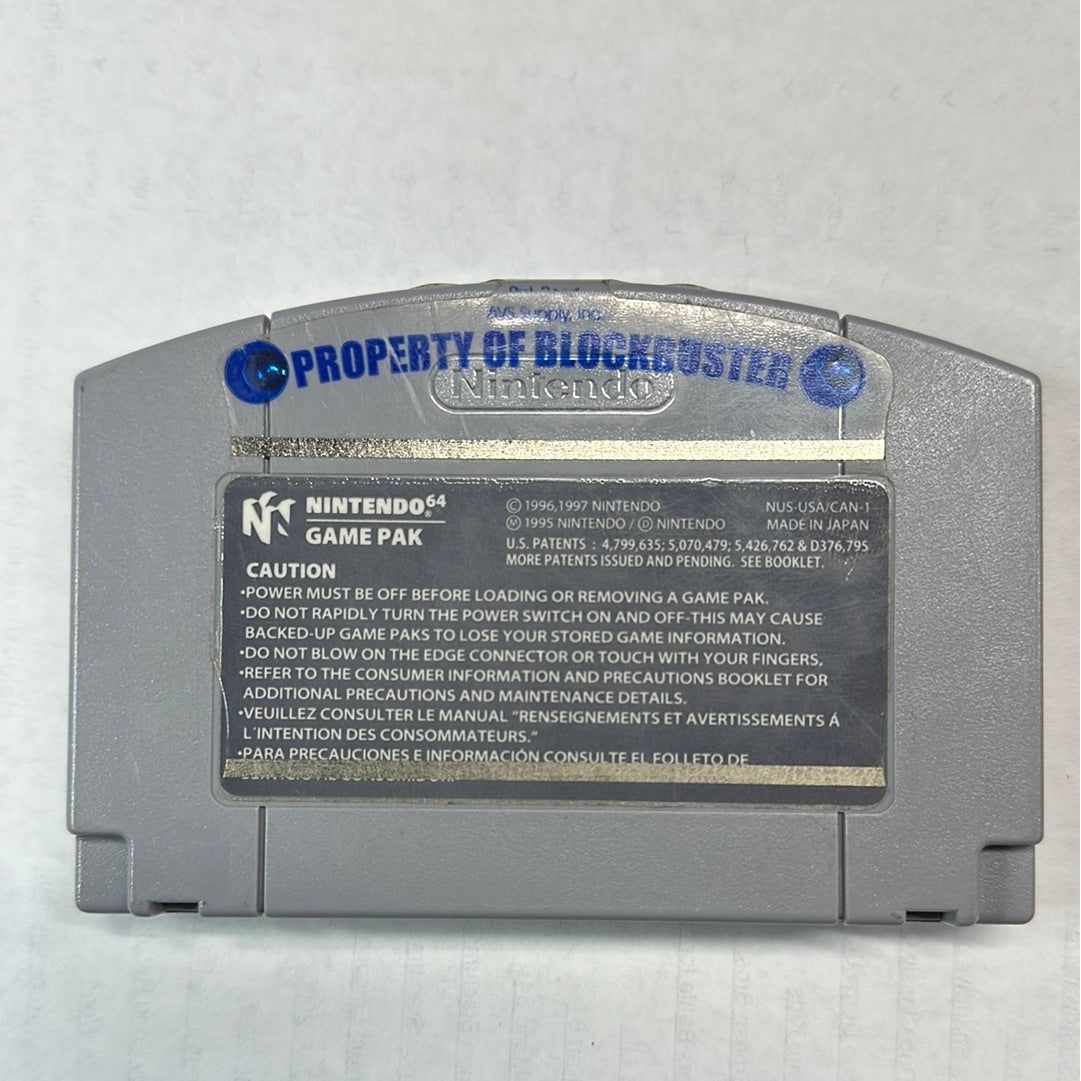 AVS Supply, Inc.
PROPERTY OF BLOCKBUSTER
Nintendo
NINTENDO 64
GAME PAK
© 1996,1997 NINTENDO
Ⓜ 1995 NINTENDO / Ⓓ NINTENDO
NUS-USA/CAN-1
MADE IN JAPAN
U.S. PATENTS : 4,799,635; 5,070,479; 5,426,762 & D376,795
MORE PATENTS ISSUED AND PENDING. SEE BOOKLET.
CAUTION
•POWER MUST BE OFF BEFORE LOADING OR REMOVING A GAME PAK.
•DO NOT RAPIDLY TURN THE POWER SWITCH ON AND OFF-THIS MAY CAUSE
BACKED-UP GAME PAKS TO LOSE YOUR STORED GAME INFORMATION.
•DO NOT BLOW ON THE EDGE CONNECTOR OR TOUCH WITH YOUR FINGERS,
•REFER TO THE CONSUMER INFORMATION AND PRECAUTIONS BOOKLET FOR
ADDITIONAL PRECAUTIONS AND MAINTENANCE DETAILS.
•VEUILLEZ CONSULTER LE MANUAL "RENSEIGNEMENTS ET AVERTISSEMENTS Á
L'INTENTION DES CONSOMMATEURS."
•PARA PRECAUCIONES E INFORMACIÓN CONSULTE EL FOLLETO DE